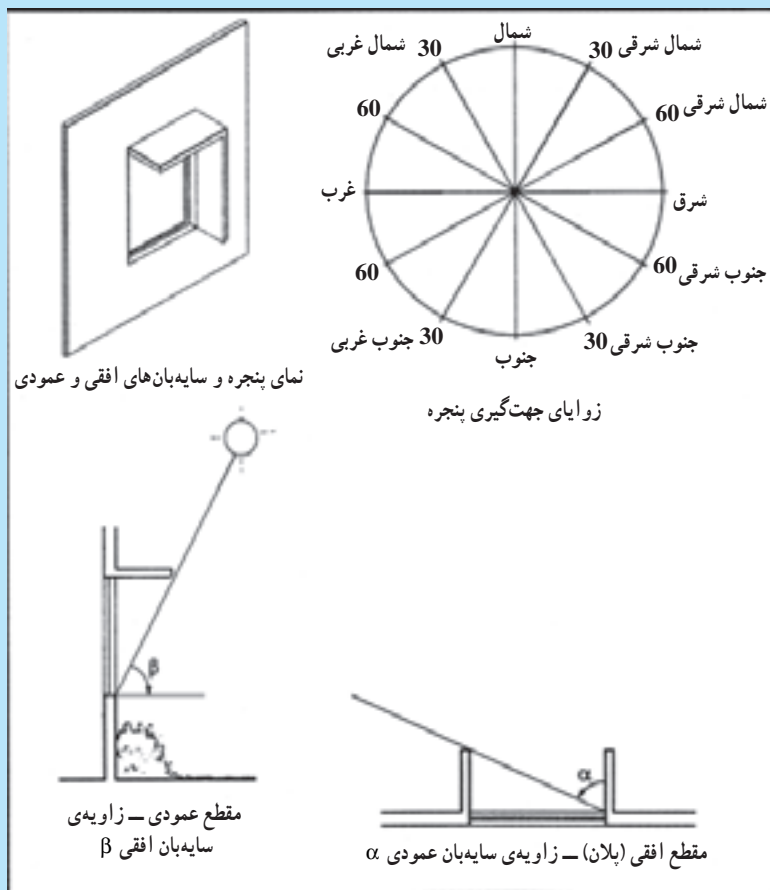 شمال
شمال غربی 30
30 شمال شرقی
60
60 شمال شرقی
غرب
شرق
60
60 جنوب شرقی
30 جنوب غربی
30 جنوب شرقی
جنوب
نمای پنجره و سایه‌بان‌های افقی و عمودی
زوایای جهت‌گیری پنجره
β
α
مقطع عمودی ــ زاویه‌ی
سایه‌بان افقی β
مقطع افقی (پلان) ــ زاویه‌ی سایه‌بان عمودی α